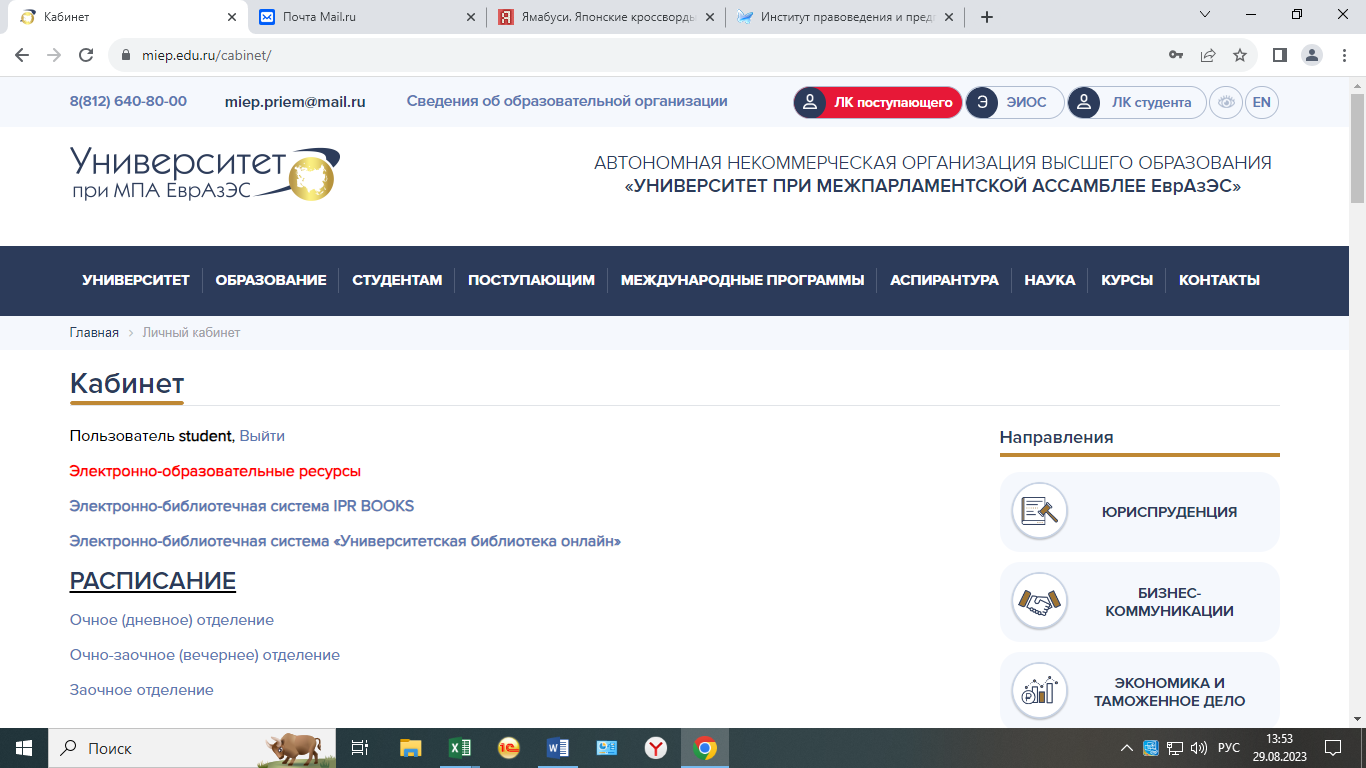 Кабинет
Почта Mail.ru
Ямабуси. Японские кроссворды
Институт правоведения и пред
miep.edu.ru/cabinet/
8(812) 640-80-00
miep.priem@mail.ru
Сведения об образовательной организации
ЛК поступающего
Э ЭИОС
ЛК студента
EN
Университет
при МПА ЕврАзЭС
АВТОНОМНАЯ НЕКОММЕРЧЕСКАЯ ОРГАНИЗАЦИЯ ВЫСШЕГО ОБРАЗОВАНИЯ
«УНИВЕРСИТЕТ ПРИ МЕЖПАРЛАМЕНТСКОЙ АССАМБЛЕЕ ЕврАзЭС»
УНИВЕРСИТЕТ
ОБРАЗОВАНИЕ
СТУДЕНТАМ
ПОСТУПАЮЩИМ
МЕЖДУНАРОДНЫЕ ПРОГРАММЫ
АСПИРАНТУРА
НАУКА
КУРСЫ
КОНТАКТЫ
Главная > Личный кабинет
Кабинет
Пользователь student, Выйти
Электронно-образовательные ресурсы
Электронно-библиотечная система IPR BOOKS
Электронно-библиотечная система «Университетская библиотека онлайн»
РАСПИСАНИЕ
Очное (дневное) отделение
Очно-заочное (вечернее) отделение
Заочное отделение
Направления
ЮРИСПРУДЕНЦИЯ
БИЗНЕС-
КОММУНИКАЦИИ
ЭКОНОМИКА И
ТАМОЖЕННОЕ ДЕЛО
Поиск
РУС
13:53
29.08.2023